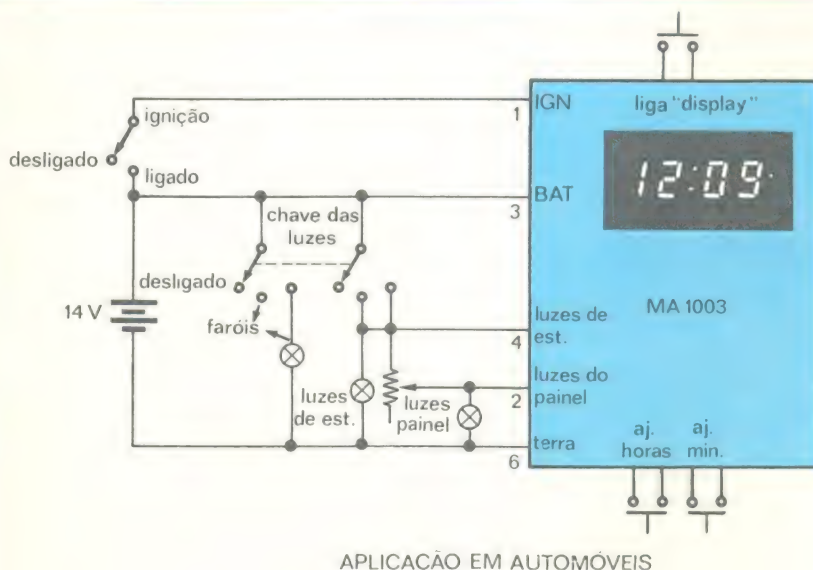 ignição
1
IGN
liga "display"
desligado
ligado
12:09
3
BAT
chave das
luzes
desligado
14 V
faróis
MA 1003
luzes de
est.
4
luzes do
painel
luzes
de est.
luzes
painel
2
6
terra
aj.
horas
aj.
min.
APLICAÇÃO EM AUTOMÓVEIS